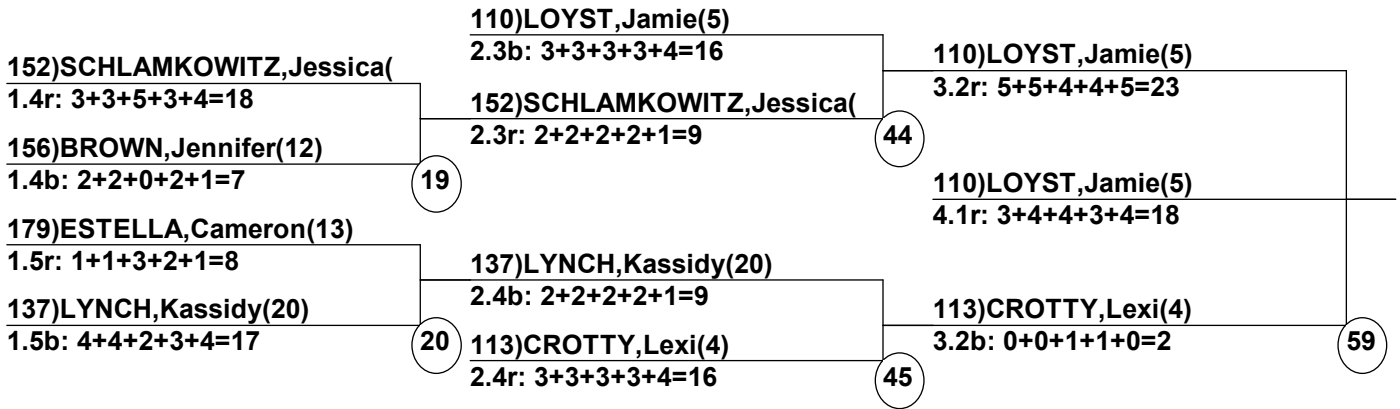 110)LOYST,Jamie(5)
2.3b: 3+3+3+3+4=16
152)SCHLAMKOWITZ,Jessica(
1.4r: 3+3+5+3+4=18
110)LOYST,Jamie(5)
3.2r: 5+5+4+4+5=23
152)SCHLAMKOWITZ,Jessica(
2.3r: 2+2+2+2+1=9
44
156)BROWN,Jennifer(12)
1.4b: 2+2+0+2+1=7
19
110)LOYST,Jamie(5)
4.1r: 3+4+4+3+4=18
179)ESTELLA,Cameron(13)
1.5r: 1+1+3+2+1=8
137)LYNCH,Kassidy(20)
2.4b: 2+2+2+2+1=9
137)LYNCH,Kassidy(20)
1.5b: 4+4+2+3+4=17
20
113)CROTTY,Lexi(4)
3.2b: 0+0+1+1+0=2
59
113)CROTTY,Lexi(4)
2.4r: 3+3+3+3+4=16
45